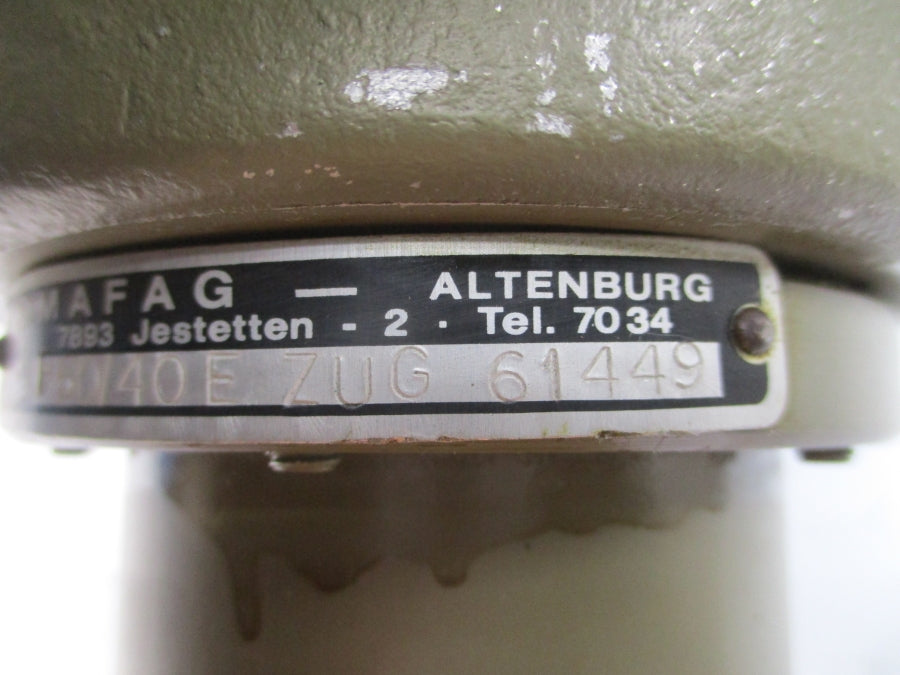 MAFAG — ALTENBURG
7893 Jestetten - 2 · Tel. 7034
ZUG 61449